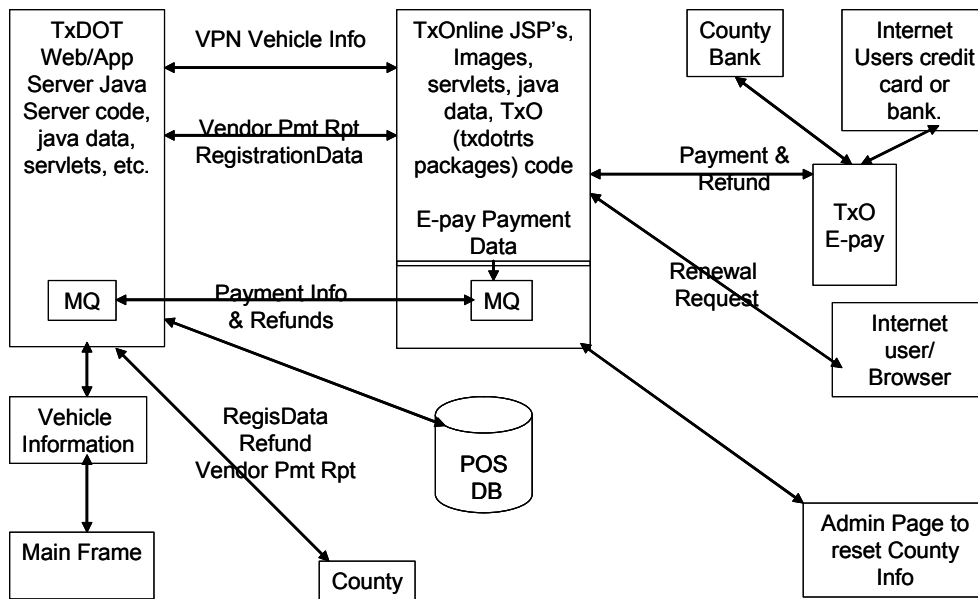 TxDOT
Web/App
Server Java
Server code,
java data,
servlets, etc.
MQ
VPN Vehicle Info
Vendor Pmt Rpt
RegistrationData
Payment Info
& Refunds
TxOnline JSP's,
Images,
servlets, java
data, TxO
(txdotrts
packages) code
E-pay Payment
Data
MQ
County
Bank
Internet
Users credit
card or
bank.
Payment &
Refund
TxO
E-pay
Renewal
Request
Internet
user/
Browser
Vehicle
Information
Main Frame
RegisData
Refund
Vendor Pmt Rpt
County
POS
DB
Admin Page to
reset County
Info